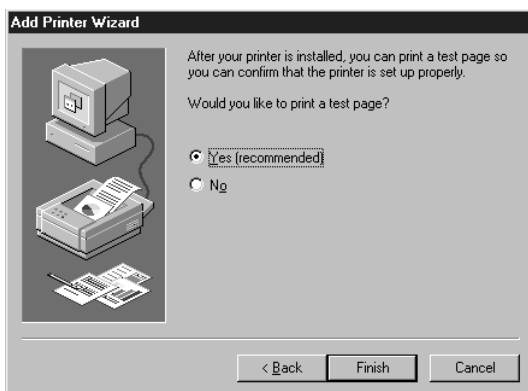 Add Printer Wizard
After your printer is installed, you can print a test page so
you can confirm that the printer is set up properly.
Would you like to print a test page?
Yes (recommended)
No
< Back Finish Cancel